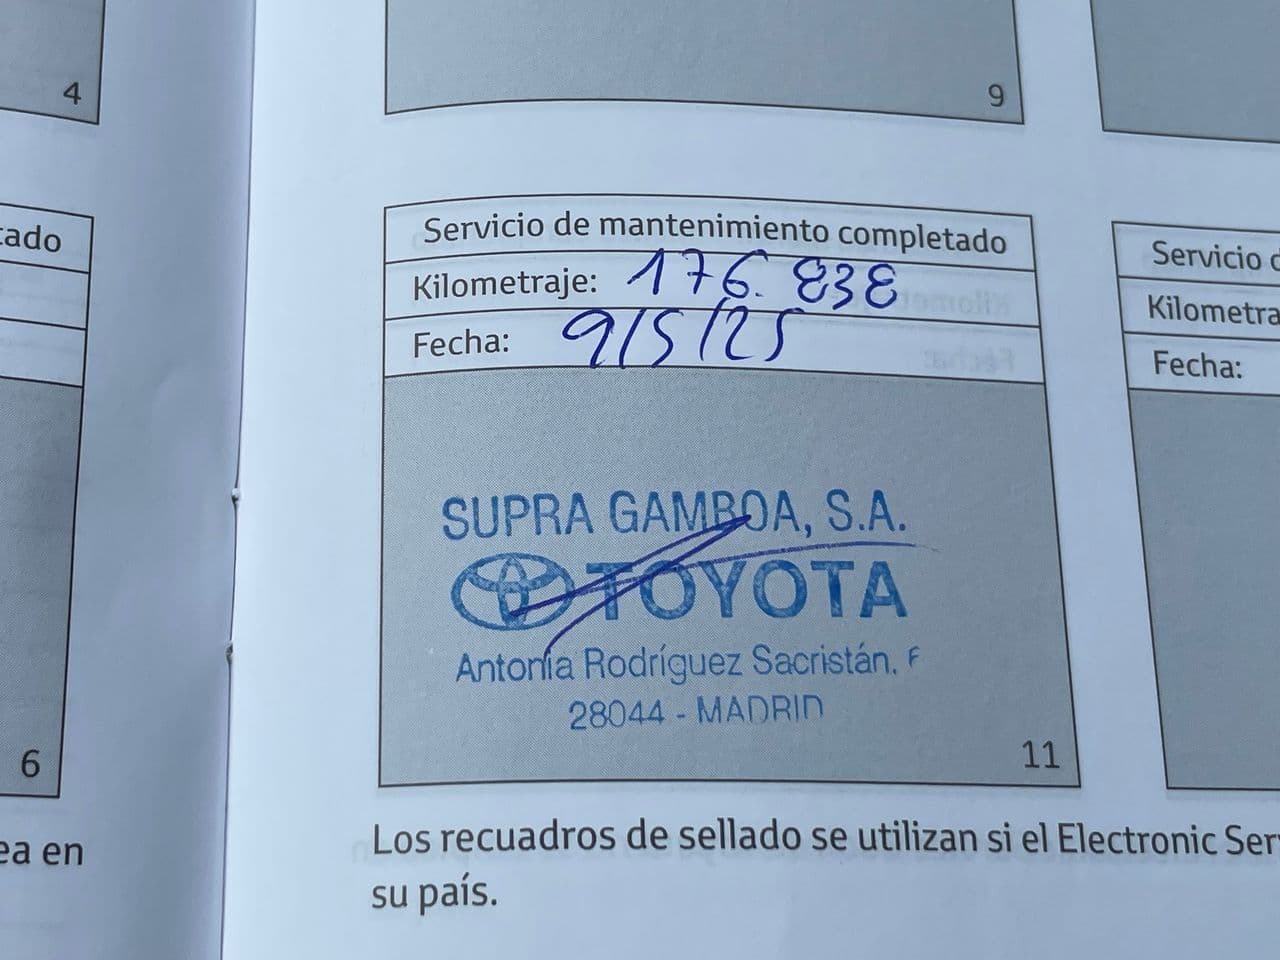 4
9
tado
Servicio de mantenimiento completado
Kilometraje: 176.838
Fecha: 9/5/25
Servicio
Kilometra
Fecha:
SUPRA GAMBOA, S.A.
TOYOTA
Antonia Rodríguez Sacristán.
28044 - MADRID
6
11
ea en
Los recuadros de sellado se utilizan si el Electronic Ser
su país.